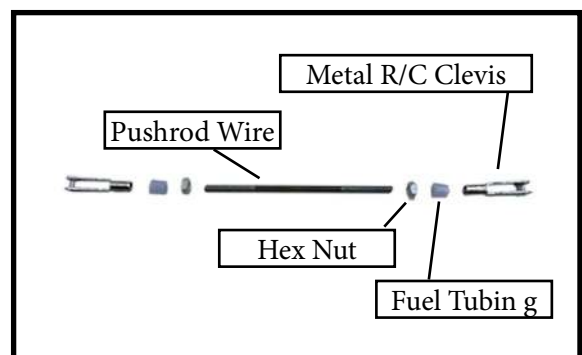 Metal R/C Clevis
Pushrod Wire
Hex Nut
Fuel Tubin g